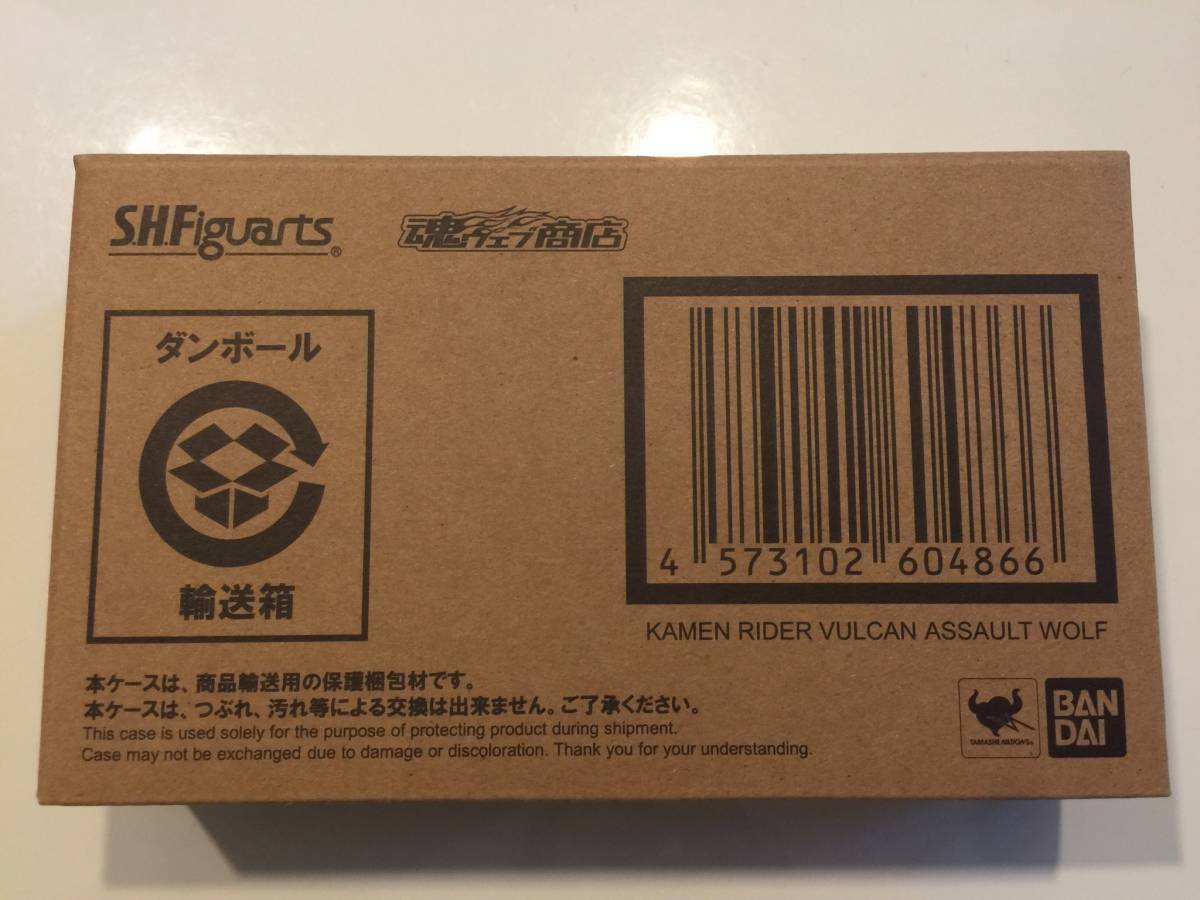 S.H.Figuarts®
魂ウェブ商店
ダンボール
輸送箱
4 573102 604866
KAMEN RIDER VULCAN ASSAULT WOLF
本ケースは、商品輸送用の保護梱包材です。
本ケースは、つぶれ、汚れ等による交換は出来ません。ご了承ください。
This case is used solely for the purpose of protecting product during shipment.
Case may not be exchanged due to damage or discoloration. Thank you for your understanding.
TAMASHII NATIONS
BAN
DAI